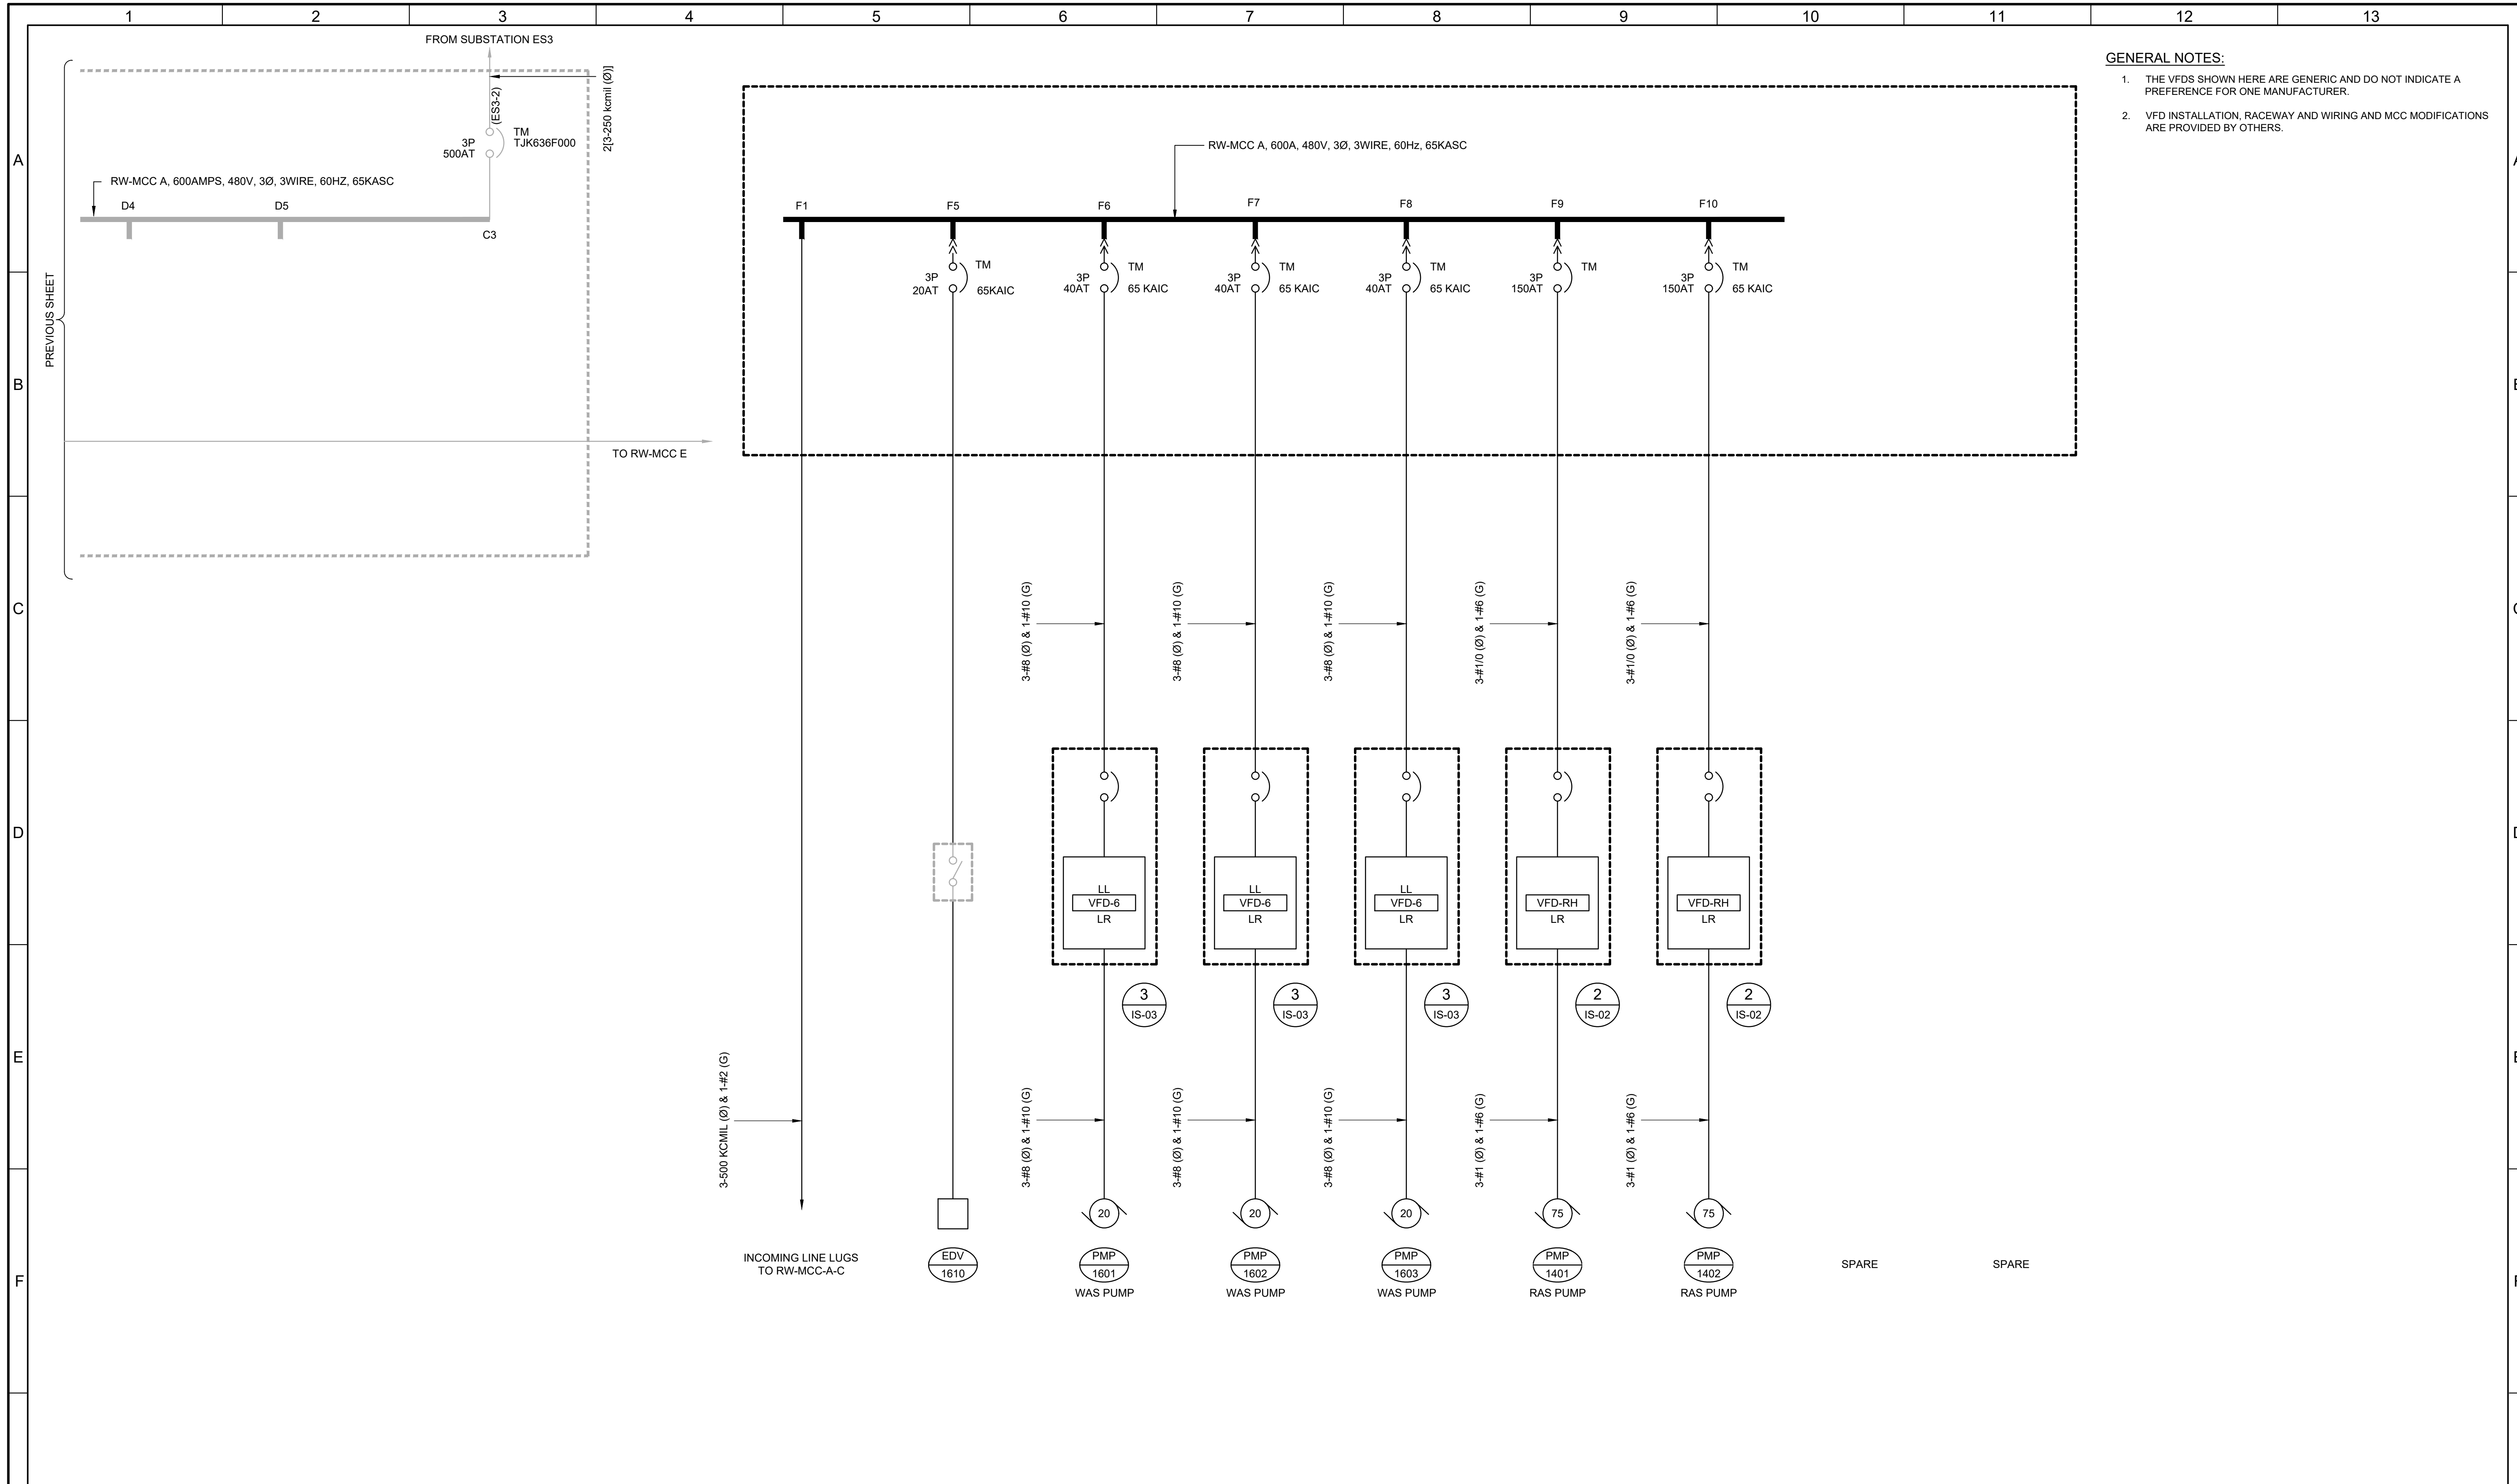 1 2 3 4 5 6 7 8 9 10 11 12 13
FROM SUBSTATION ES3
(ES3-2)
2[3-250 kcmil (Ø)]
3P
500AT
TM
TJK636F000
RW-MCC A, 600AMPS, 480V, 3Ø, 3WIRE, 60HZ, 65KASC
D4
D5
C3
PREVIOUS SHEET
TO RW-MCC E
A
B
C
D
E
F
GENERAL NOTES:
1. THE VFDS SHOWN HERE ARE GENERIC AND DO NOT INDICATE A
PREFERENCE FOR ONE MANUFACTURER.
2. VFD INSTALLATION, RACEWAY AND WIRING AND MCC MODIFICATIONS
ARE PROVIDED BY OTHERS.
RW-MCC A, 600A, 480V, 3Ø, 3WIRE, 60Hz, 65KASC
F1
F5
F6
F7
F8
F9
F10
3P
20AT
TM
65KAIC
3P
40AT
TM
65 KAIC
3P
40AT
TM
65 KAIC
3P
40AT
TM
65 KAIC
3P
150AT
TM
3P
150AT
TM
65 KAIC
3-#8 (Ø) & 1-#10 (G)
3-#8 (Ø) & 1-#10 (G)
3-#8 (Ø) & 1-#10 (G)
3-#1/0 (Ø) & 1-#6 (G)
3-#1/0 (Ø) & 1-#6 (G)
LL
VFD-6
LR
LL
VFD-6
LR
LL
VFD-6
LR
VFD-RH
LR
VFD-RH
LR
3
IS-03
3
IS-03
3
IS-03
2
IS-02
2
IS-02
3-500 KCMIL (Ø) & 1-#2 (G)
3-#8 (Ø) & 1-#10 (G)
3-#8 (Ø) & 1-#10 (G)
3-#8 (Ø) & 1-#10 (G)
3-#1 (Ø) & 1-#6 (G)
3-#1 (Ø) & 1-#6 (G)
20
20
20
75
75
INCOMING LINE LUGS
TO RW-MCC-A-C
EDV
1610
PMP
1601
WAS PUMP
PMP
1602
WAS PUMP
PMP
1603
WAS PUMP
PMP
1401
RAS PUMP
PMP
1402
RAS PUMP
SPARE
SPARE